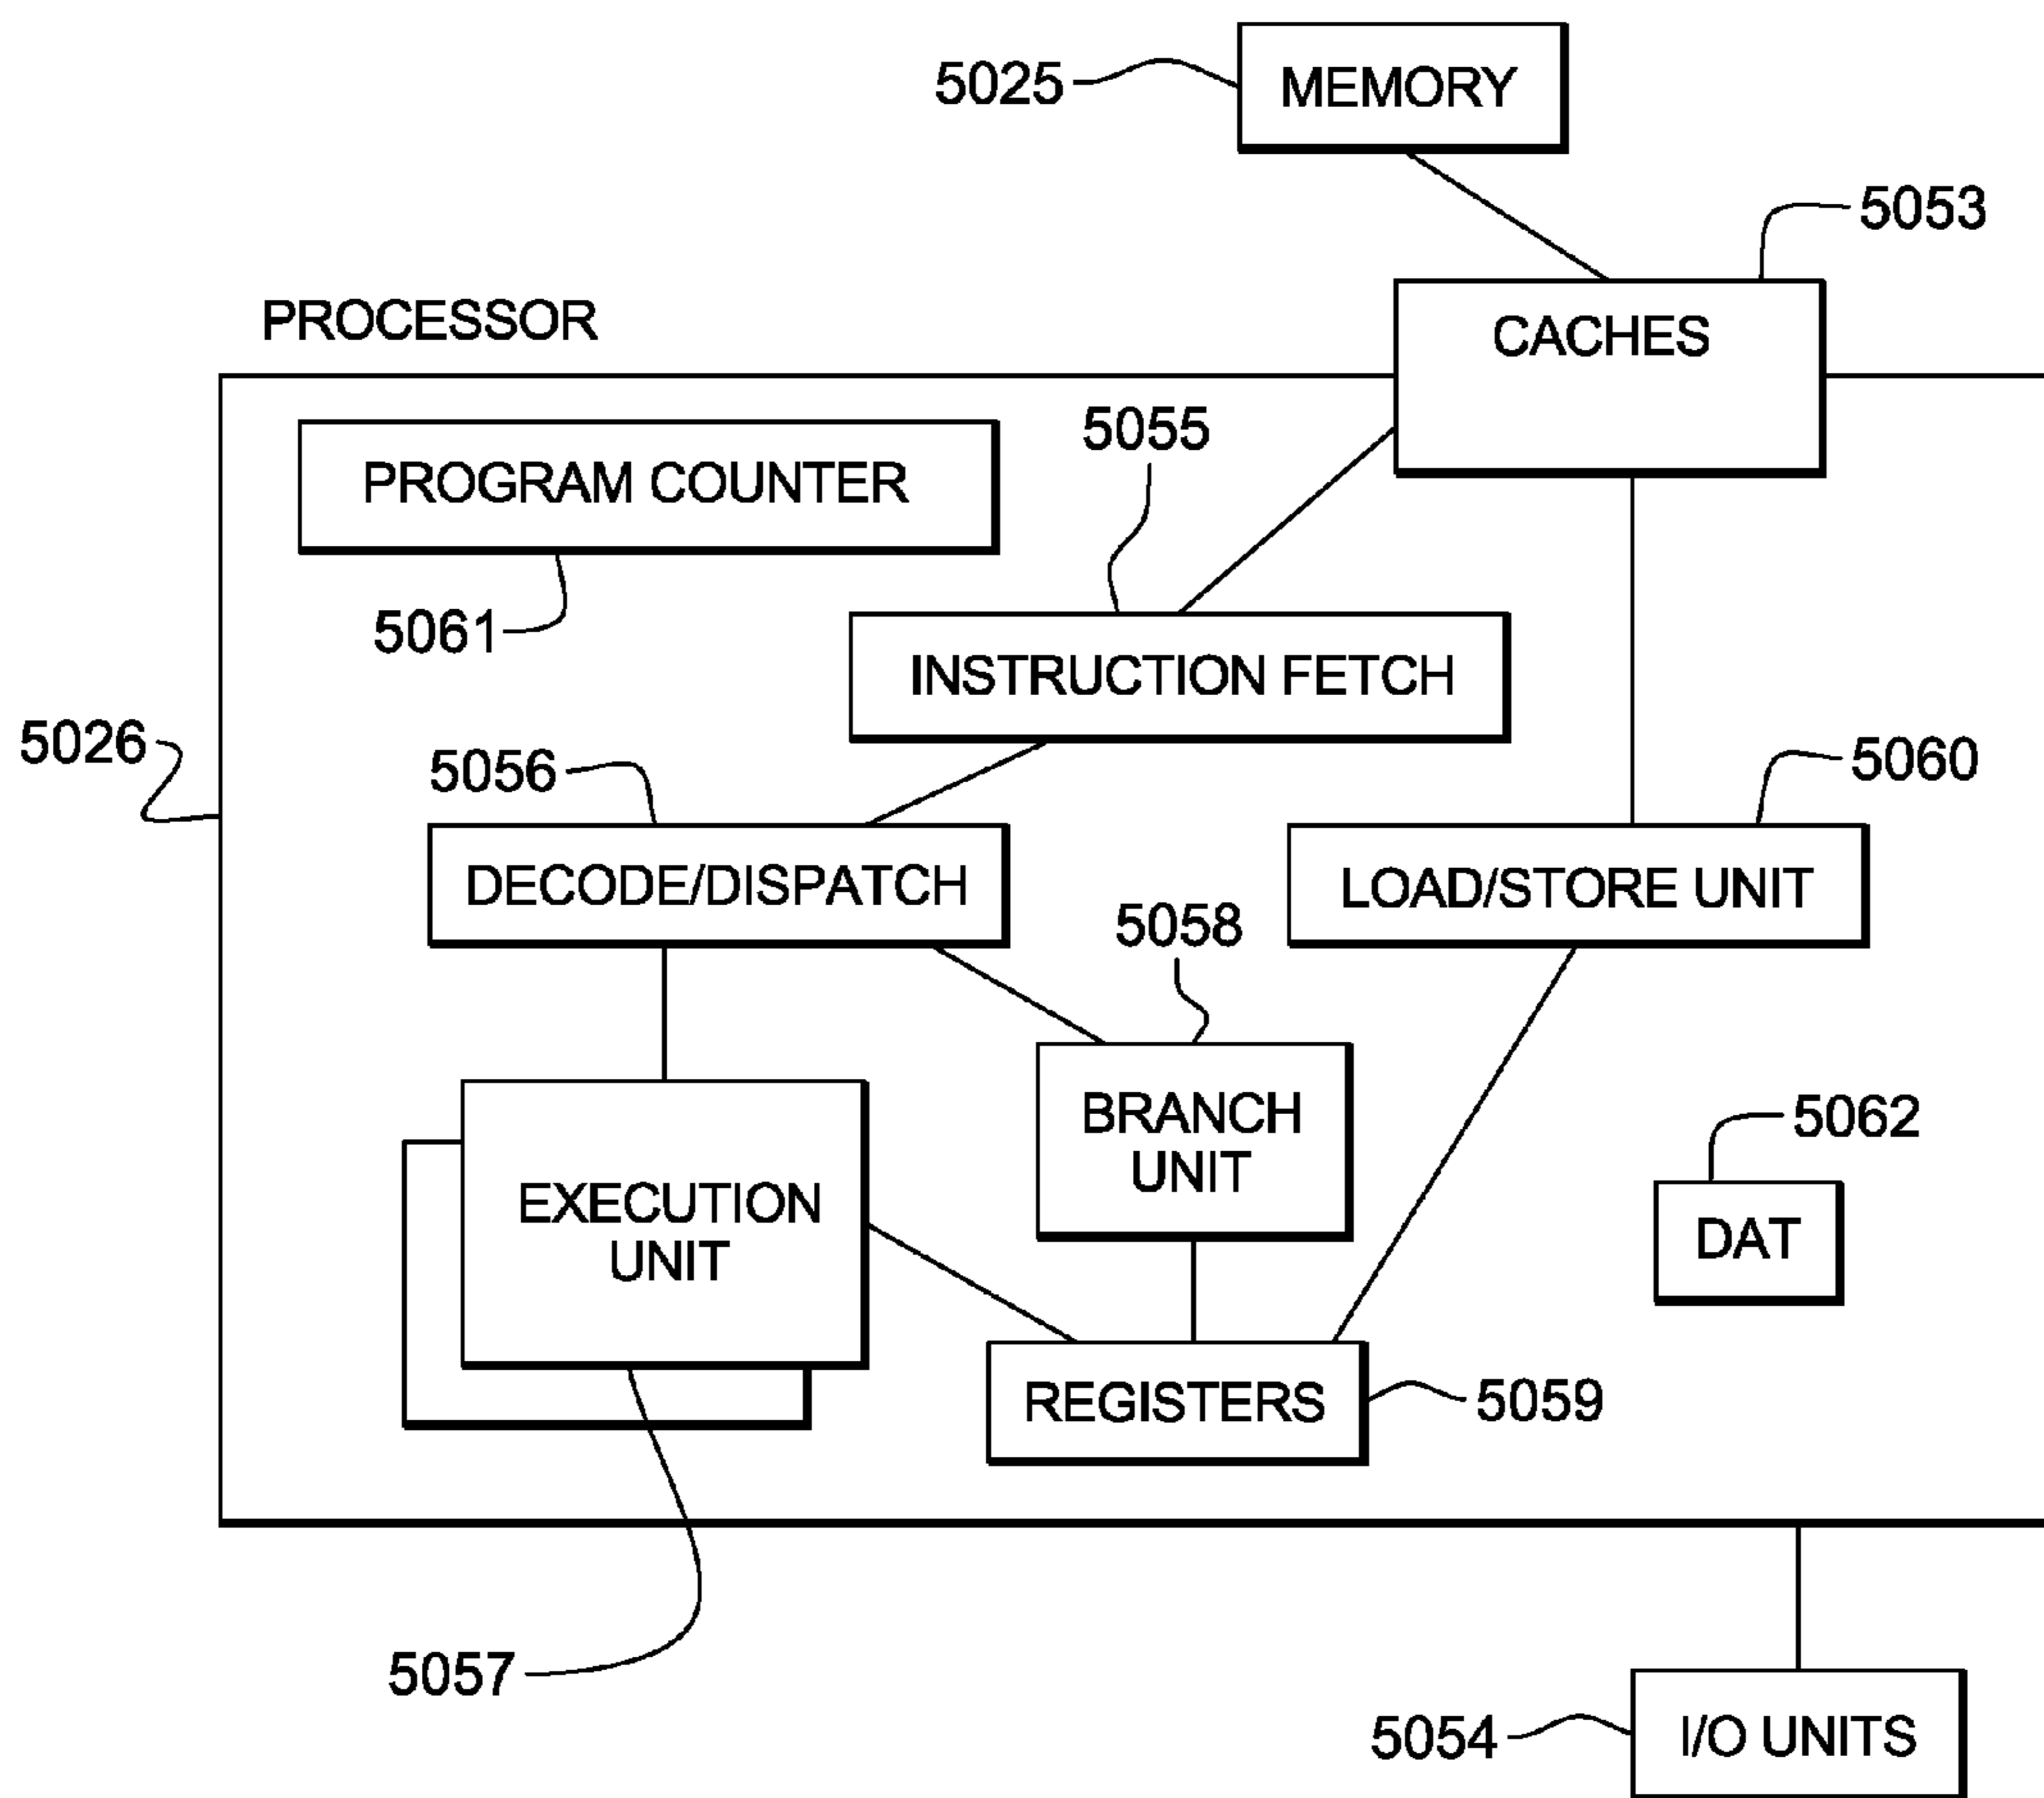 5025
MEMORY
5053
PROCESSOR
CACHES
PROGRAM COUNTER
5055
5061
INSTRUCTION FETCH
5026
5056
5060
DECODE/DISPATCH
LOAD/STORE UNIT
5058
BRANCH
UNIT
5062
EXECUTION
UNIT
DAT
REGISTERS
5059
5057
5054
I/O UNITS